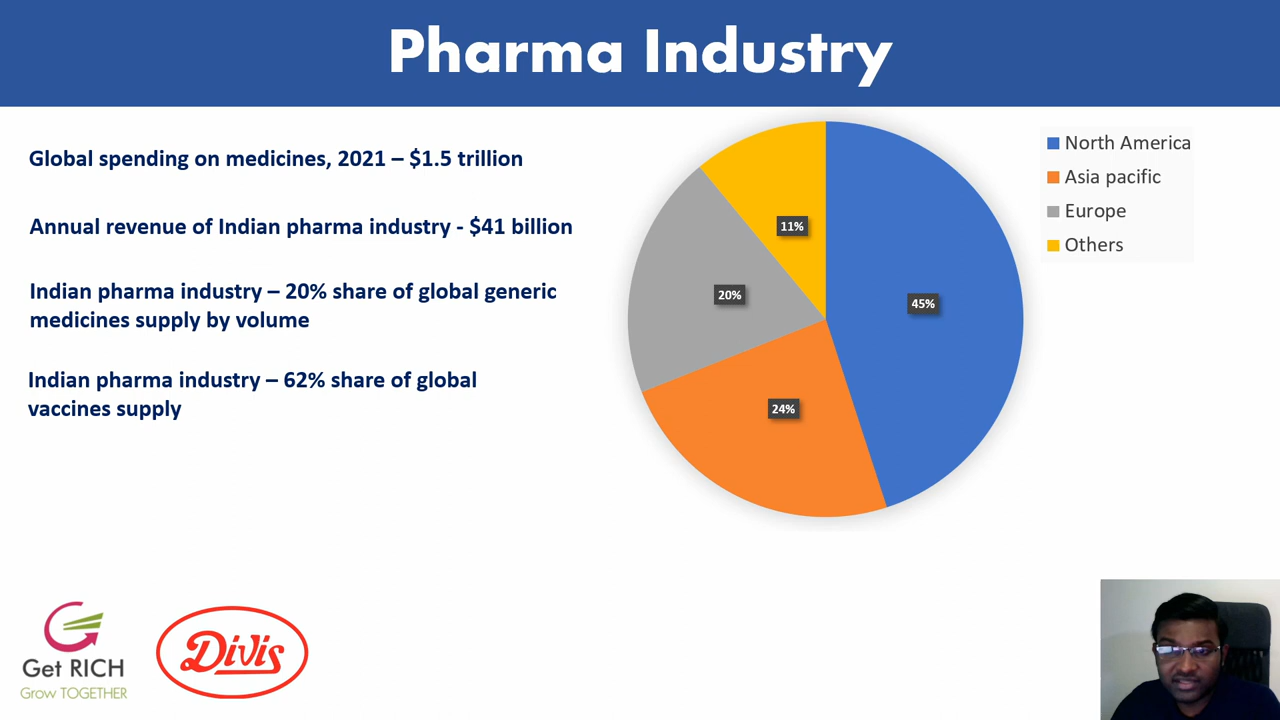 Pharma Industry
Global spending on medicines, 2021 – $1.5 trillion
Annual revenue of Indian pharma industry - $41 billion
Indian pharma industry – 20% share of global generic
medicines supply by volume
Indian pharma industry – 62% share of global
vaccines supply
11%
20%
45%
24%
North America
Asia pacific
Europe
Others
Get RICH
Grow TOGETHER
Divis